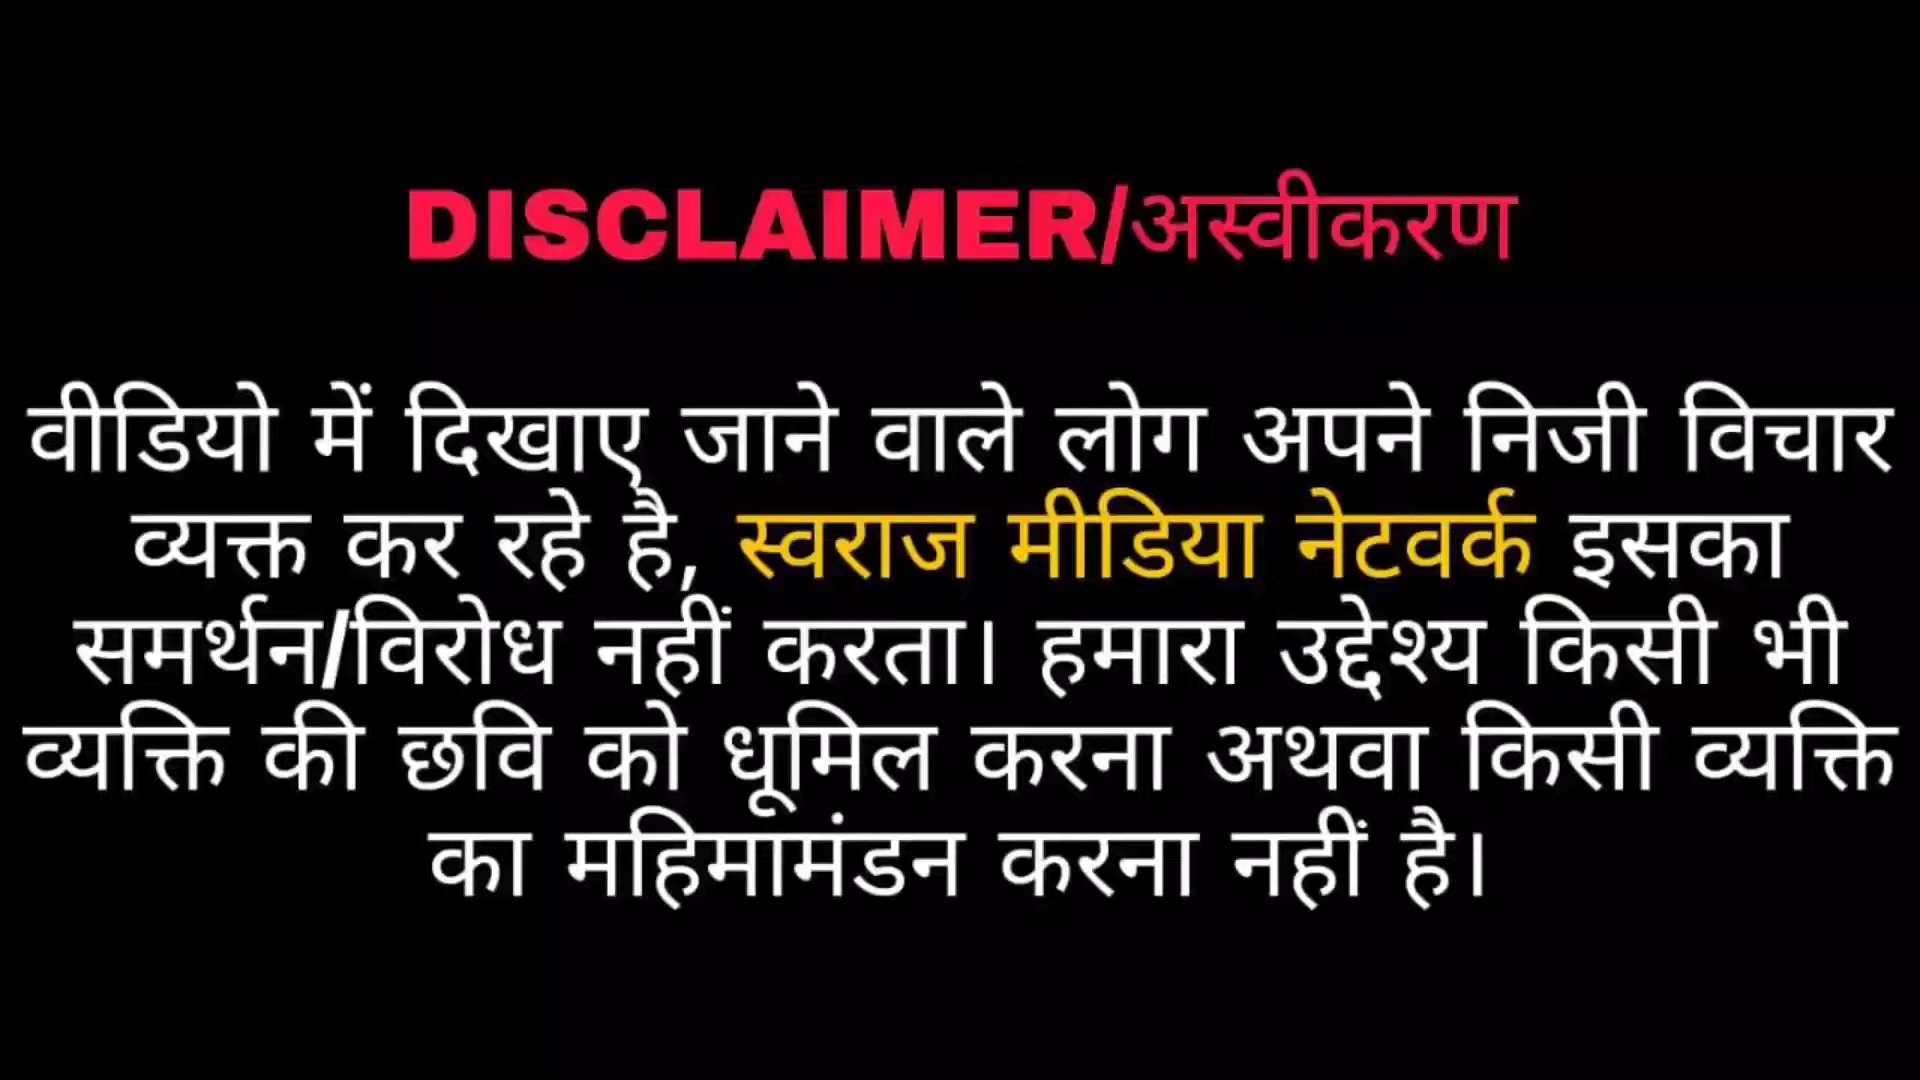 DISCLAIMER/अस्वीकरण
वीडियो में दिखाए जाने वाले लोग अपने निजी विचार
व्यक्त कर रहे है, स्वराज मीडिया नेटवर्क इसका
समर्थन/विरोध नहीं करता। हमारा उद्देश्य किसी भी
व्यक्ति की छवि को धूमिल करना अथवा किसी व्यक्ति
का महिमामंडन करना नहीं है।